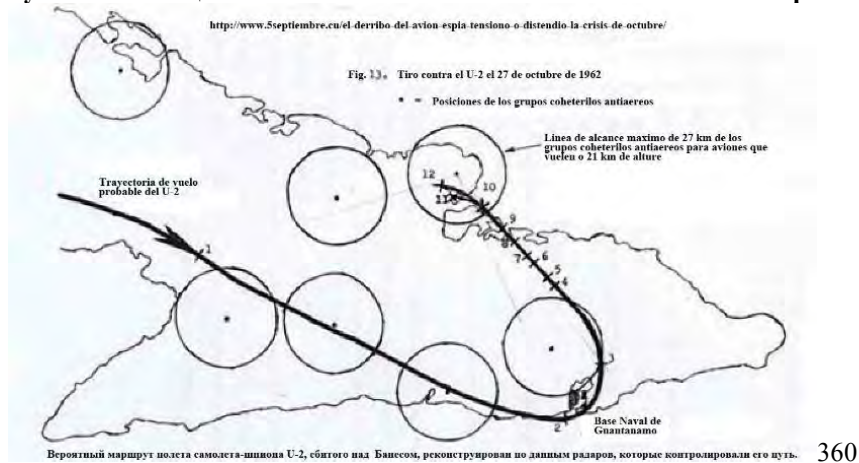 http://www.5septiembre.cu/el-derribo-del-avion-espia-tensiono-o-distendio-la-crisis-de-octubre/
Fig. 13. Tiro contra el U-2 el 27 de octubre de 1962
• = Posiciones de los grupos coheterilos antiaereos
Linea de alcance maximo de 27 km de los
grupos coheterilos antiaereos para aviones que
vuelen o 21 km de alture
Trayectoria de vuelo
probable del U-2
12
11
10
9
8
7
6
5
4
1
2
Base Naval de
Gnantanamo
Вероятный маршрут полета самолета-шпиона U-2, сбитого над Банесом, реконструирован по данным радаров, которые контролировали его путь.
360